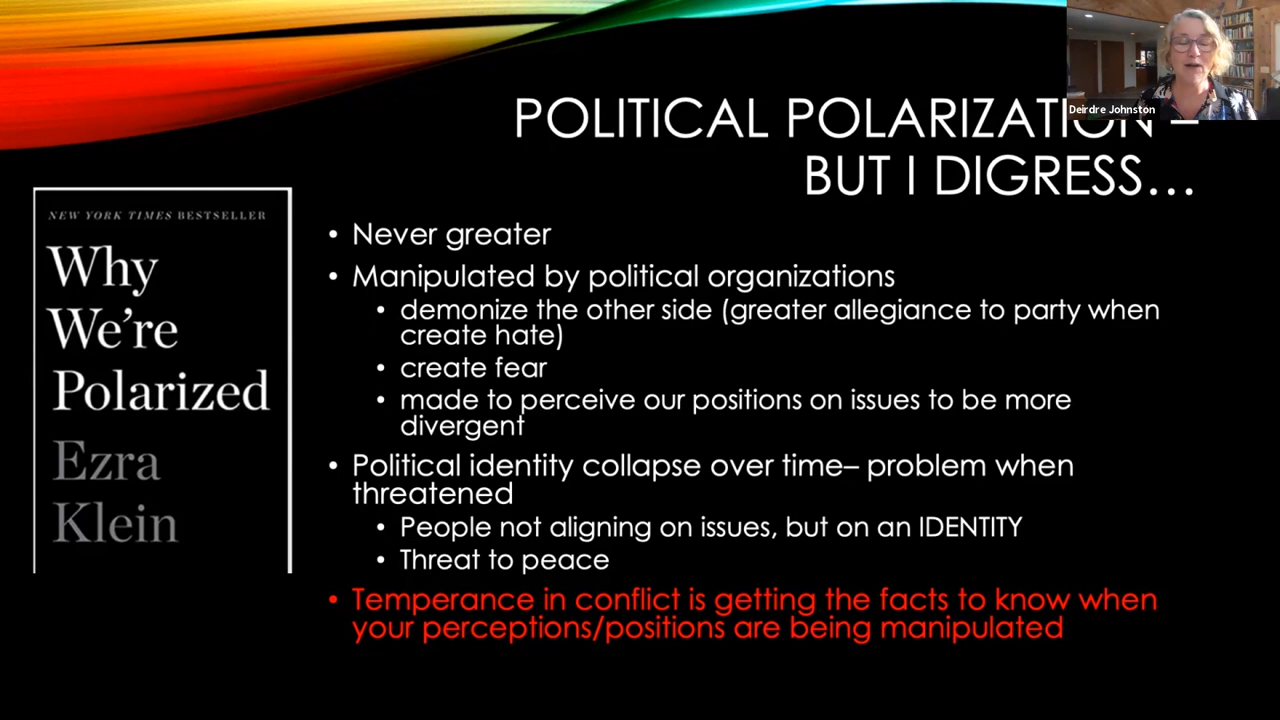 Deirdre Johnston
POLITICAL POLARIZATION –
BUT I DIGRESS…
NEW YORK TIMES BESTSELLER
Why
We're
Polarized
Ezra
Klein
• Never greater
• Manipulated by political organizations
• demonize the other side (greater allegiance to party when
create hate)
• create fear
• made to perceive our positions on issues to be more
divergent
• Political identity collapse over time– problem when
threatened
• People not aligning on issues, but on an IDENTITY
• Threat to peace
• Temperance in conflict is getting the facts to know when
your perceptions/positions are being manipulated